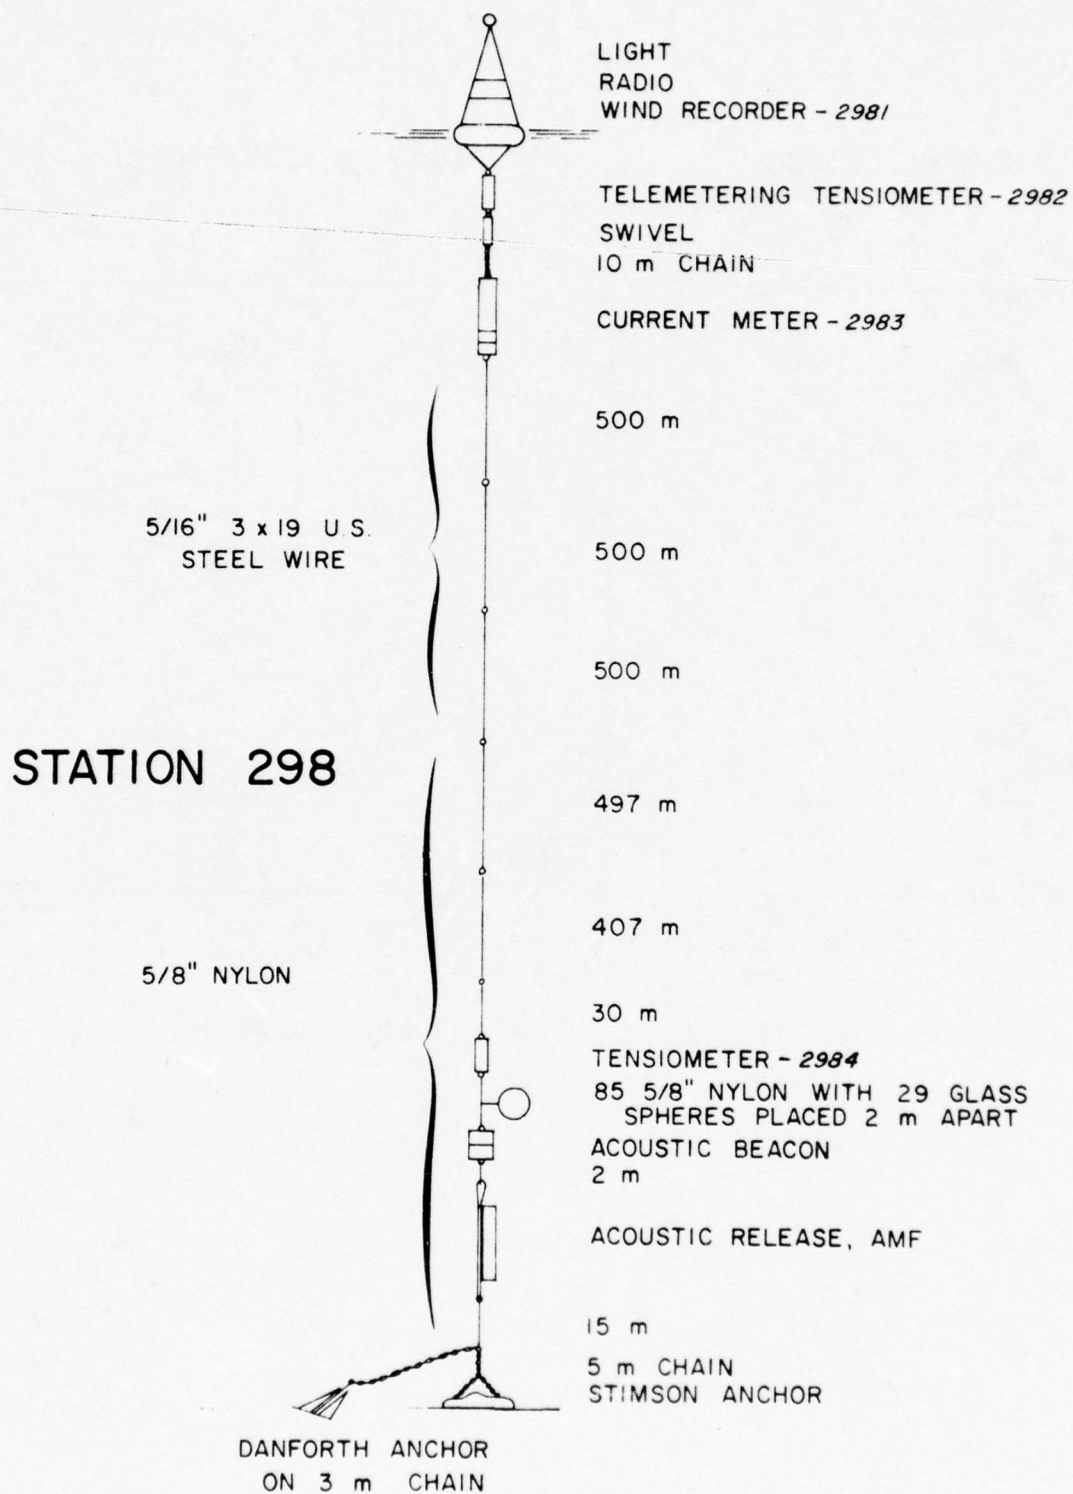 LIGHT
RADIO
WIND RECORDER - 2981
TELEMETERING TENSIOMETER - 2982
SWIVEL
10 m CHAIN
CURRENT METER - 2983
500 m
5/16" 3 x 19 U.S.
STEEL WIRE
500 m
500 m
STATION 298
497 m
407 m
5/8" NYLON
30 m
TENSIOMETER - 2984
85 5/8" NYLON WITH 29 GLASS
SPHERES PLACED 2 m APART
ACOUSTIC BEACON
2 m
ACOUSTIC RELEASE, AMF
15 m
5 m CHAIN
STIMSON ANCHOR
DANFORTH ANCHOR
ON 3 m CHAIN